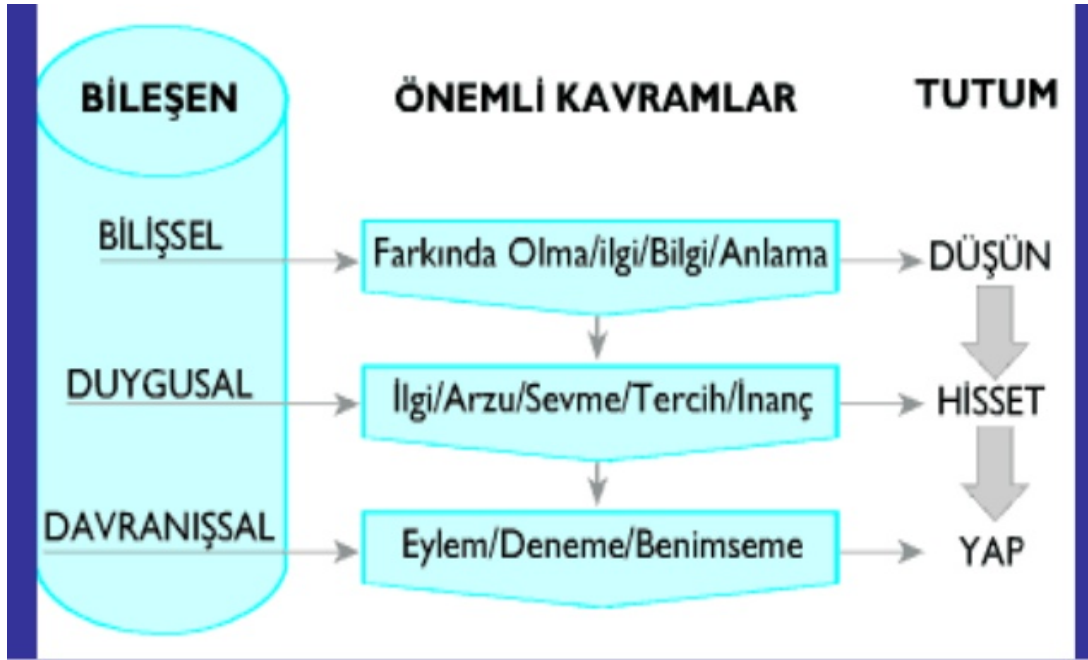 BİLEŞEN ÖNEMLİ KAVRAMLAR TUTUM
BİLİŞSEL Farkında Olma/ilgi/Bilgi/Anlama DÜŞÜN
DUYGUSAL İlgi/Arzu/Sevme/Tercih/İnanç HİSSET
DAVRANIŞSAL Eylem/Deneme/Benimseme YAP